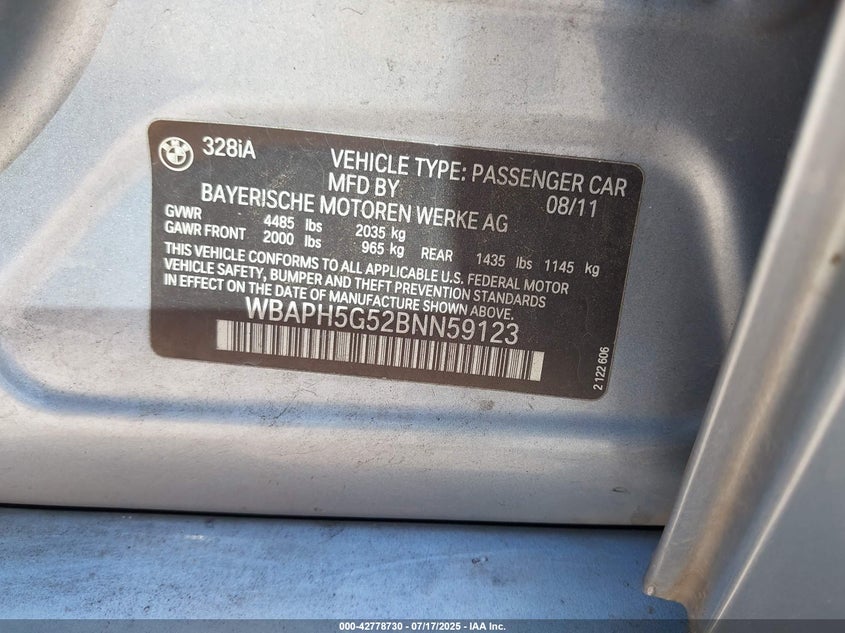 BMW
328iA
VEHICLE TYPE: PASSENGER CAR
MFD BY 08/11
BAYERISCHE MOTOREN WERKE AG
GVWR 4485 lbs 2035 kg
GAWR FRONT 2000 lbs 965 kg REAR 1435 lbs 1145 kg
THIS VEHICLE CONFORMS TO ALL APPLICABLE U.S. FEDERAL MOTOR
VEHICLE SAFETY, BUMPER AND THEFT PREVENTION STANDARDS
IN EFFECT ON THE DATE OF MANUFACTURE SHOWN ABOVE.
WBAPH5G52BNN59123
2 122 606
000-42778730 - 07/17/2025 - IAA Inc.